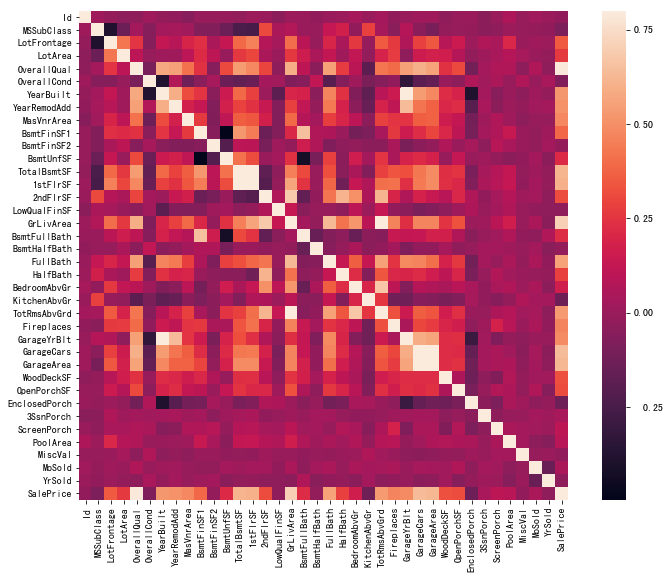 Id
MSSubClass
LotFrontage
LotArea
OverallQual
OverallCond
YearBuilt
YearRemodAdd
MasVnrArea
BsmtFinSF1
BsmtFinSF2
BsmtUnfSF
TotalBsmtSF
1stFlrSF
2ndFlrSF
LowQualFinSF
GrLivArea
BsmtFullBath
BsmtHalfBath
FullBath
HalfBath
BedroomAbvGr
KitchenAbvGr
TotRmsAbvGrd
Fireplaces
GarageYrBlt
GarageCars
GarageArea
WoodDeckSF
OpenPorchSF
EnclosedPorch
3SsnPorch
ScreenPorch
PoolArea
MiscVal
MoSold
YrSold
SalePrice
Id
MSSubClass
LotFrontage
LotArea
OverallQual
OverallCond
YearBuilt
YearRemodAdd
MasVnrArea
BsmtFinSF1
BsmtFinSF2
BsmtUnfSF
TotalBsmtSF
1stFlrSF
2ndFlrSF
LowQualFinSF
GrLivArea
BsmtFullBath
BsmtHalfBath
FullBath
HalfBath
BedroomAbvGr
KitchenAbvGr
TotRmsAbvGrd
Fireplaces
GarageYrBlt
GarageCars
GarageArea
WoodDeckSF
OpenPorchSF
EnclosedPorch
3SsnPorch
ScreenPorch
PoolArea
MiscVal
MoSold
YrSold
SalePrice
0.75
0.50
0.25
0.00
0.25